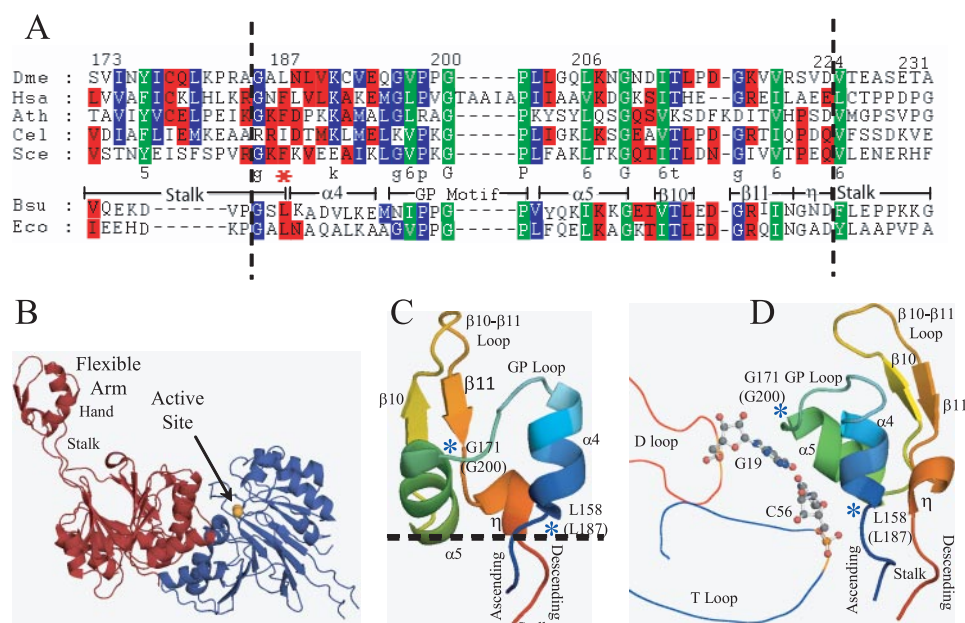 A
173 187 200 206 224 231
Dme : SVINYICQLKPRAGALNLVKCVEQGVPPG-----PLLGQLKNGNDITLPD-GKVVRSVDVTEASETA
Hsa : LVVAFICKLHLKRGNFLVLKAKEMGLPVGTAAIAPIIAAVKDGKSITHE--GREILAEELCTPPDPG
Ath : TAVIYVCELPEIKGKFDPKKAMALGLRAG-----PKYSYLQSGQSVKSDFKDITVHPSDVMGPSVPG
Cel : VDIAFLIEMKEAARRIDTMKLMELKVPKG-----PLIGKLKSGEAVTLPD-GRTIQPDQVFSSDKVE
Sce : VSTNYEISFSPVRGKFKVEEAIKLGVPKG-----PLFAKLTKGQTITLDN-GIVVTPEQVLENERHF
5 g * k g6pG P 6 G 6t g 6 6
Stalk α4 GP Motif α5 β10 β11 η Stalk
Bsu : VQEKD-----VPGSLKADVLKEMNIPPG-----PVYQKIKKGETVTLED-GRIINGNDFLEPPKKG
Eco : IEEHD-----KPGALNAQALKAAGVPPG-----PLFQELKAGKTITLED-GRQINGADYLAAPVPA
B
Flexible
Arm
Hand
Stalk
Active
Site
C
β10-β11
Loop
GP Loop
β10
β11
G171
(G200)
α4
η
L158
(L187)
α5
Ascending
Descending
D
β10-β11
Loop
β10
G171
(G200)
GP Loop
β11
D loop
α4
α5
G19
C56
η
L158
(L187)
T Loop
Ascending
Stalk
Descending